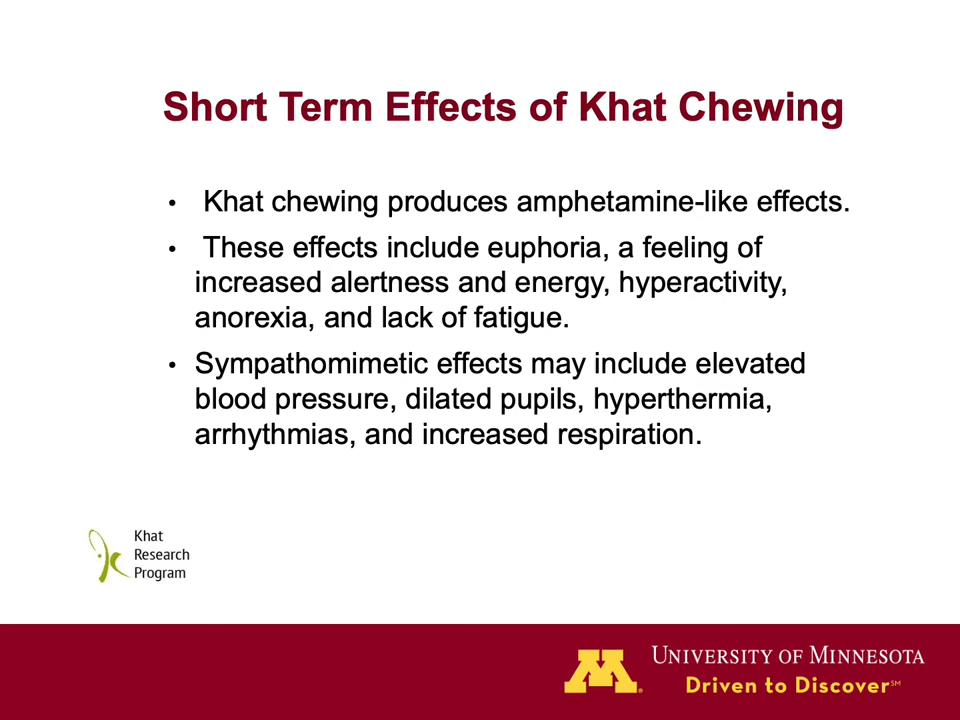 Short Term Effects of Khat Chewing
• Khat chewing produces amphetamine-like effects.
• These effects include euphoria, a feeling of
increased alertness and energy, hyperactivity,
anorexia, and lack of fatigue.
• Sympathomimetic effects may include elevated
blood pressure, dilated pupils, hyperthermia,
arrhythmias, and increased respiration.
Khat
Research
Program
M®
UNIVERSITY OF MINNESOTA
Driven to Discover℠